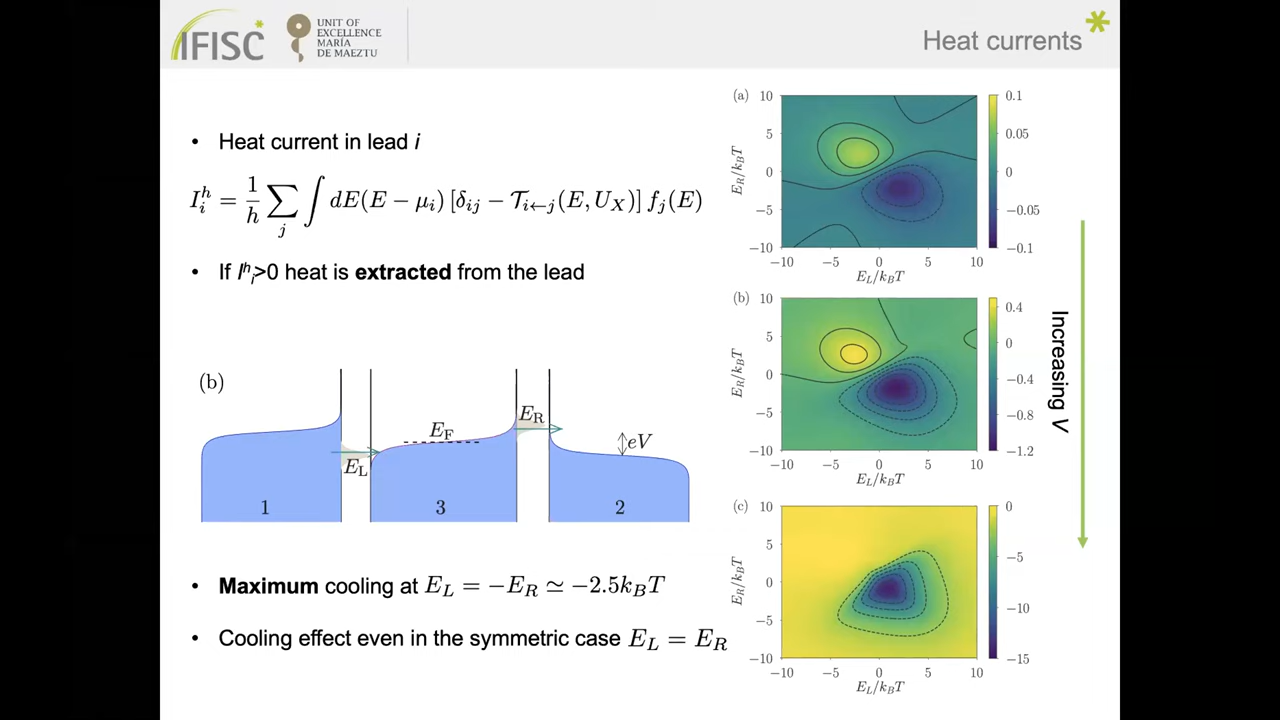 IFISC
UNIT OF
EXCELLENCE
MARÍA
DE MAEZTU
Heat currents
• Heat current in lead i
I_i^h = \frac{1}{h} \sum_j \int dE(E − μ_i) [δ_{ij} − \mathcal{T}_{i←j}(E, U_X)] f_j(E)
• If I^h_i>0 heat is extracted from the lead
(b)
E_R
E_F
eV
E_L
1
3
2
• Maximum cooling at E_L = −E_R ≃ −2.5k_BT
• Cooling effect even in the symmetric case E_L = E_R
(a)
10
5
0
−5
−10
E_R/k_BT
−10 −5 0 5 10
E_L/k_BT
0.1
0.05
0
−0.05
−0.1
(b)
10
5
0
−5
−10
E_R/k_BT
−10 −5 0 5 10
E_L/k_BT
0.4
0
−0.4
−0.8
−1.2
(c)
10
5
0
−5
−10
E_R/k_BT
−10 −5 0 5 10
E_L/k_BT
0
−5
−10
−15
Increasing V